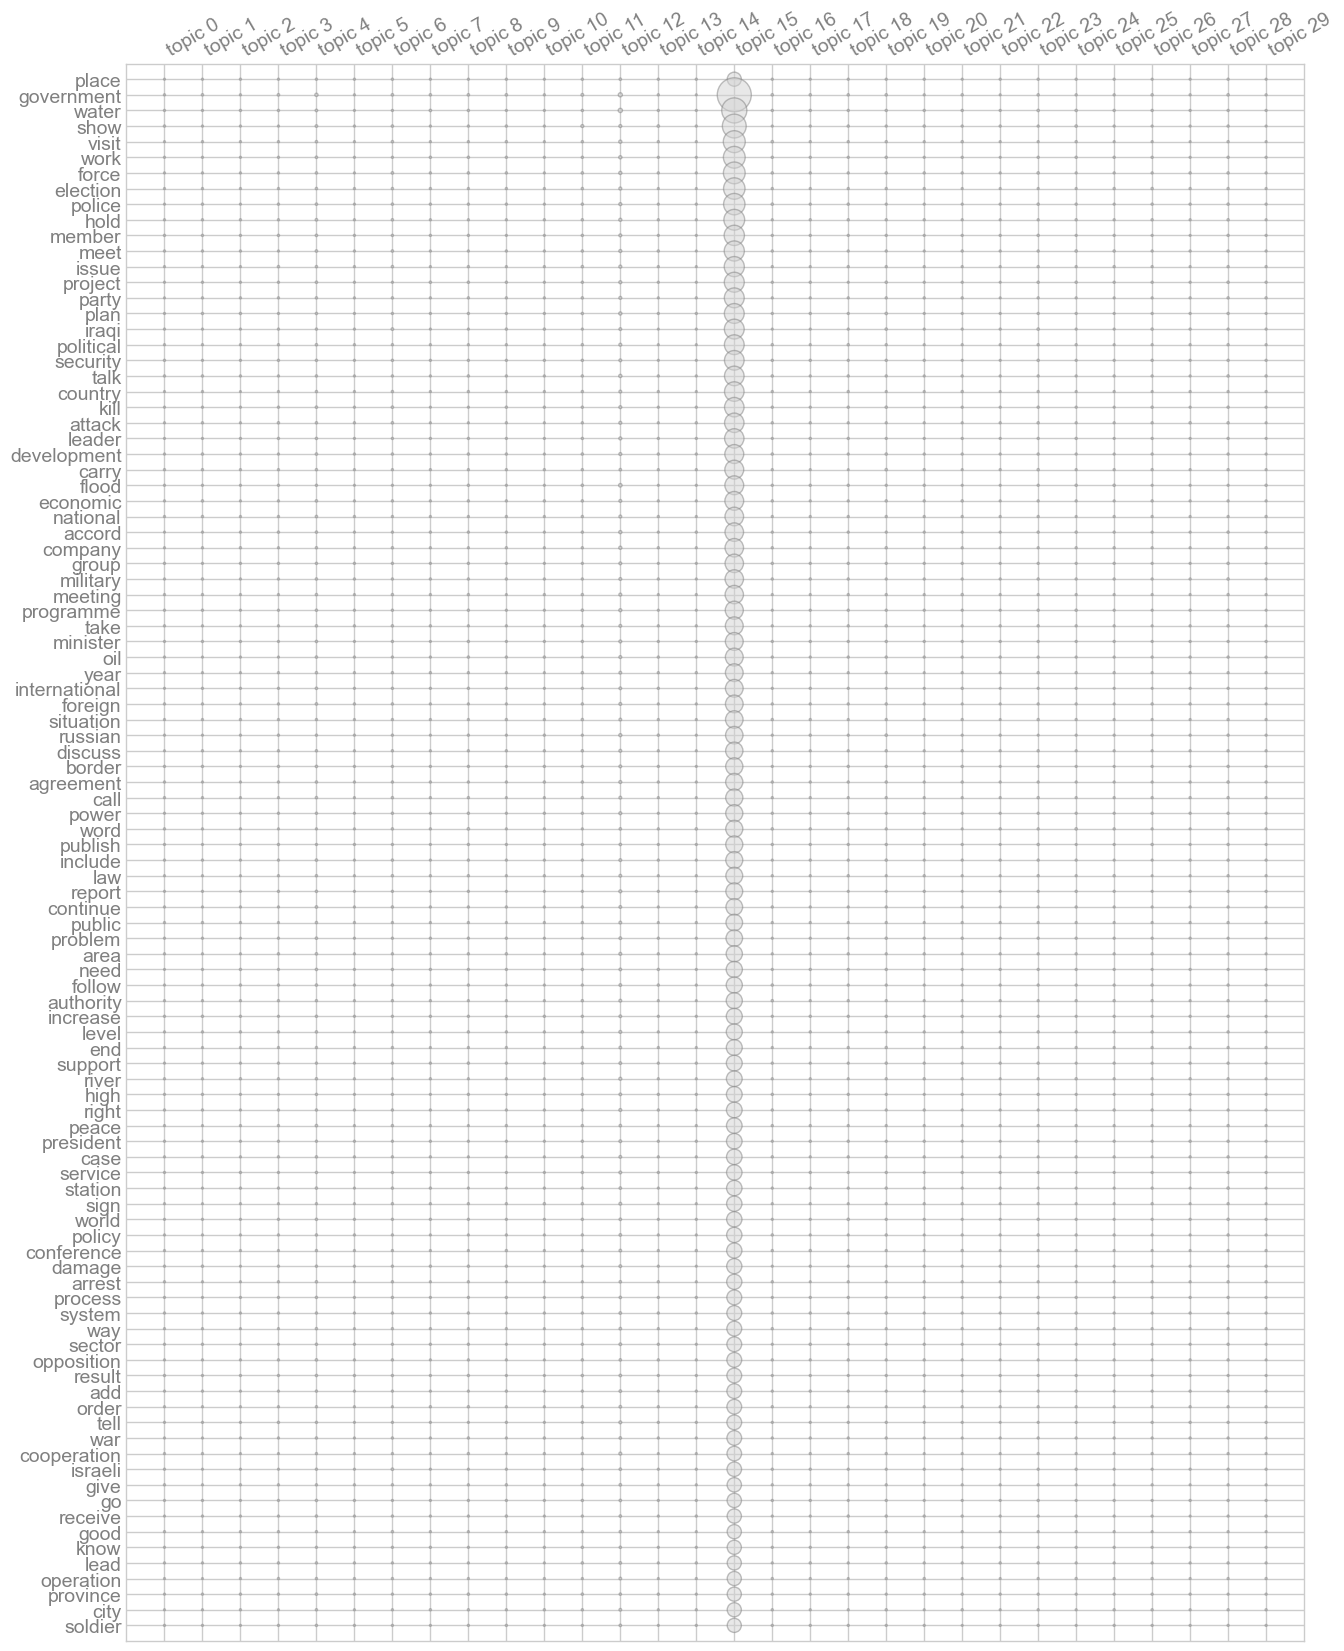 topic 0 topic 1 topic 2 topic 3 topic 4 topic 5 topic 6 topic 7 topic 8 topic 9 topic 10 topic 11 topic 12 topic 13 topic 14 topic 15 topic 16 topic 17 topic 18 topic 19 topic 20 topic 21 topic 22 topic 23 topic 24 topic 25 topic 26 topic 27 topic 28 topic 29
place
government
water
show
visit
work
force
election
police
hold
member
meet
issue
project
party
plan
iraqi
political
security
talk
country
kill
attack
leader
development
carry
flood
economic
national
accord
company
group
military
meeting
programme
take
minister
oil
year
international
foreign
situation
russian
discuss
border
agreement
call
power
word
publish
include
law
report
continue
public
problem
area
need
follow
authority
increase
level
end
support
river
high
right
peace
president
case
service
station
sign
world
policy
conference
damage
arrest
process
system
way
sector
opposition
result
add
order
tell
war
cooperation
israeli
give
go
receive
good
know
lead
operation
province
city
soldier